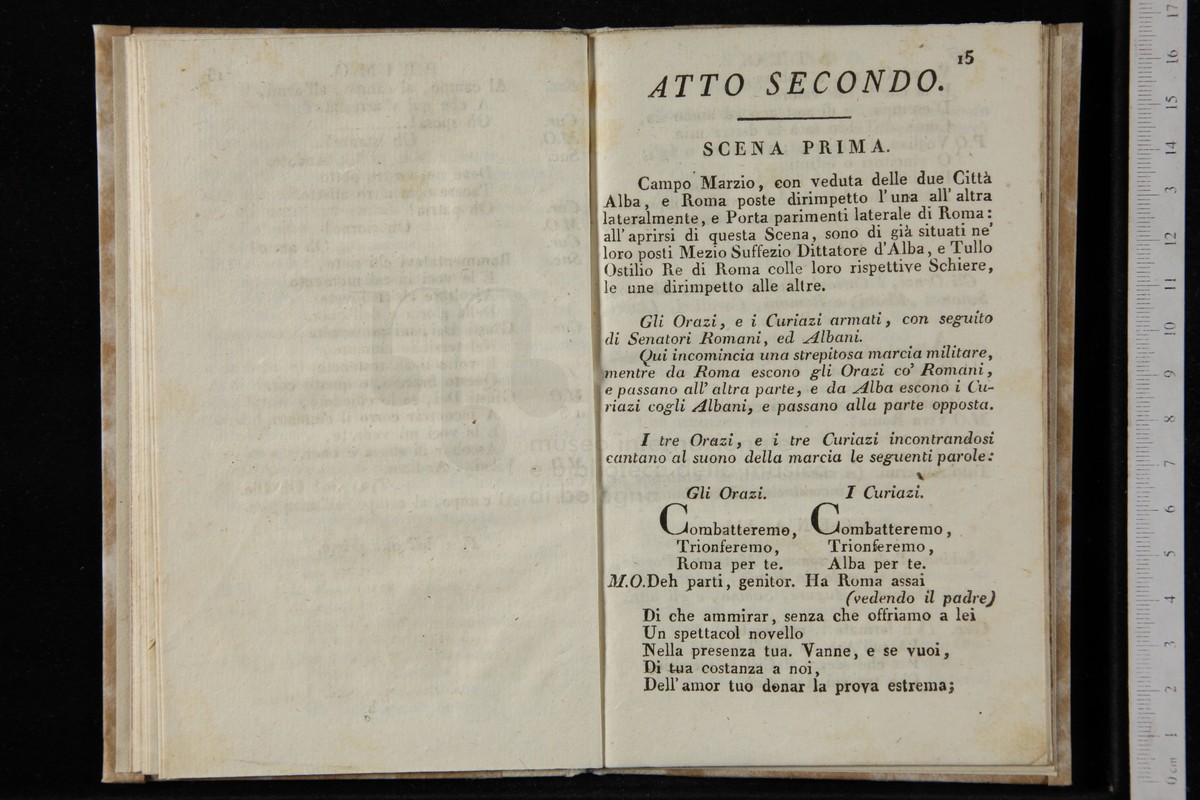 15
ATTO SECONDO.
SCENA PRIMA.
Campo Marzio, con veduta delle due Città
Alba, e Roma poste dirimpetto l'una all'altra
lateralmente, e Porta parimenti laterale di Roma:
all'aprirsi di questa Scena, sono di già situati ne'
loro posti Mezio Suffezio Dittatore d'Alba, e Tullo
Ostilio Re di Roma colle loro rispettive Schiere,
le une dirimpetto alle altre.
Gli Orazi, e i Curiazi armati, con seguito
di Senatori Romani, ed Albani.
Qui incomincia una strepitosa marcia militare,
mentre da Roma escono gli Orazi co' Romani,
e passano all'altra parte, e da Alba escono i Cu-
riazi cogli Albani, e passano alla parte opposta.
I tre Orazi, e i tre Curiazi incontrandosi
cantano al suono della marcia le seguenti parole:
Gli Orazi. I Curiazi.
Combatteremo, Combatteremo,
Trionferemo, Trionferemo,
Roma per te. Alba per te.
M.O. Deh parti, genitor. Ha Roma assai
(vedendo il padre)
Di che ammirar, senza che offriamo a lei
Un spettacol novello
Nella presenza tua. Vanne, e se vuoi,
Di tua costanza a noi,
Dell'amor tuo donar la prova estrema;